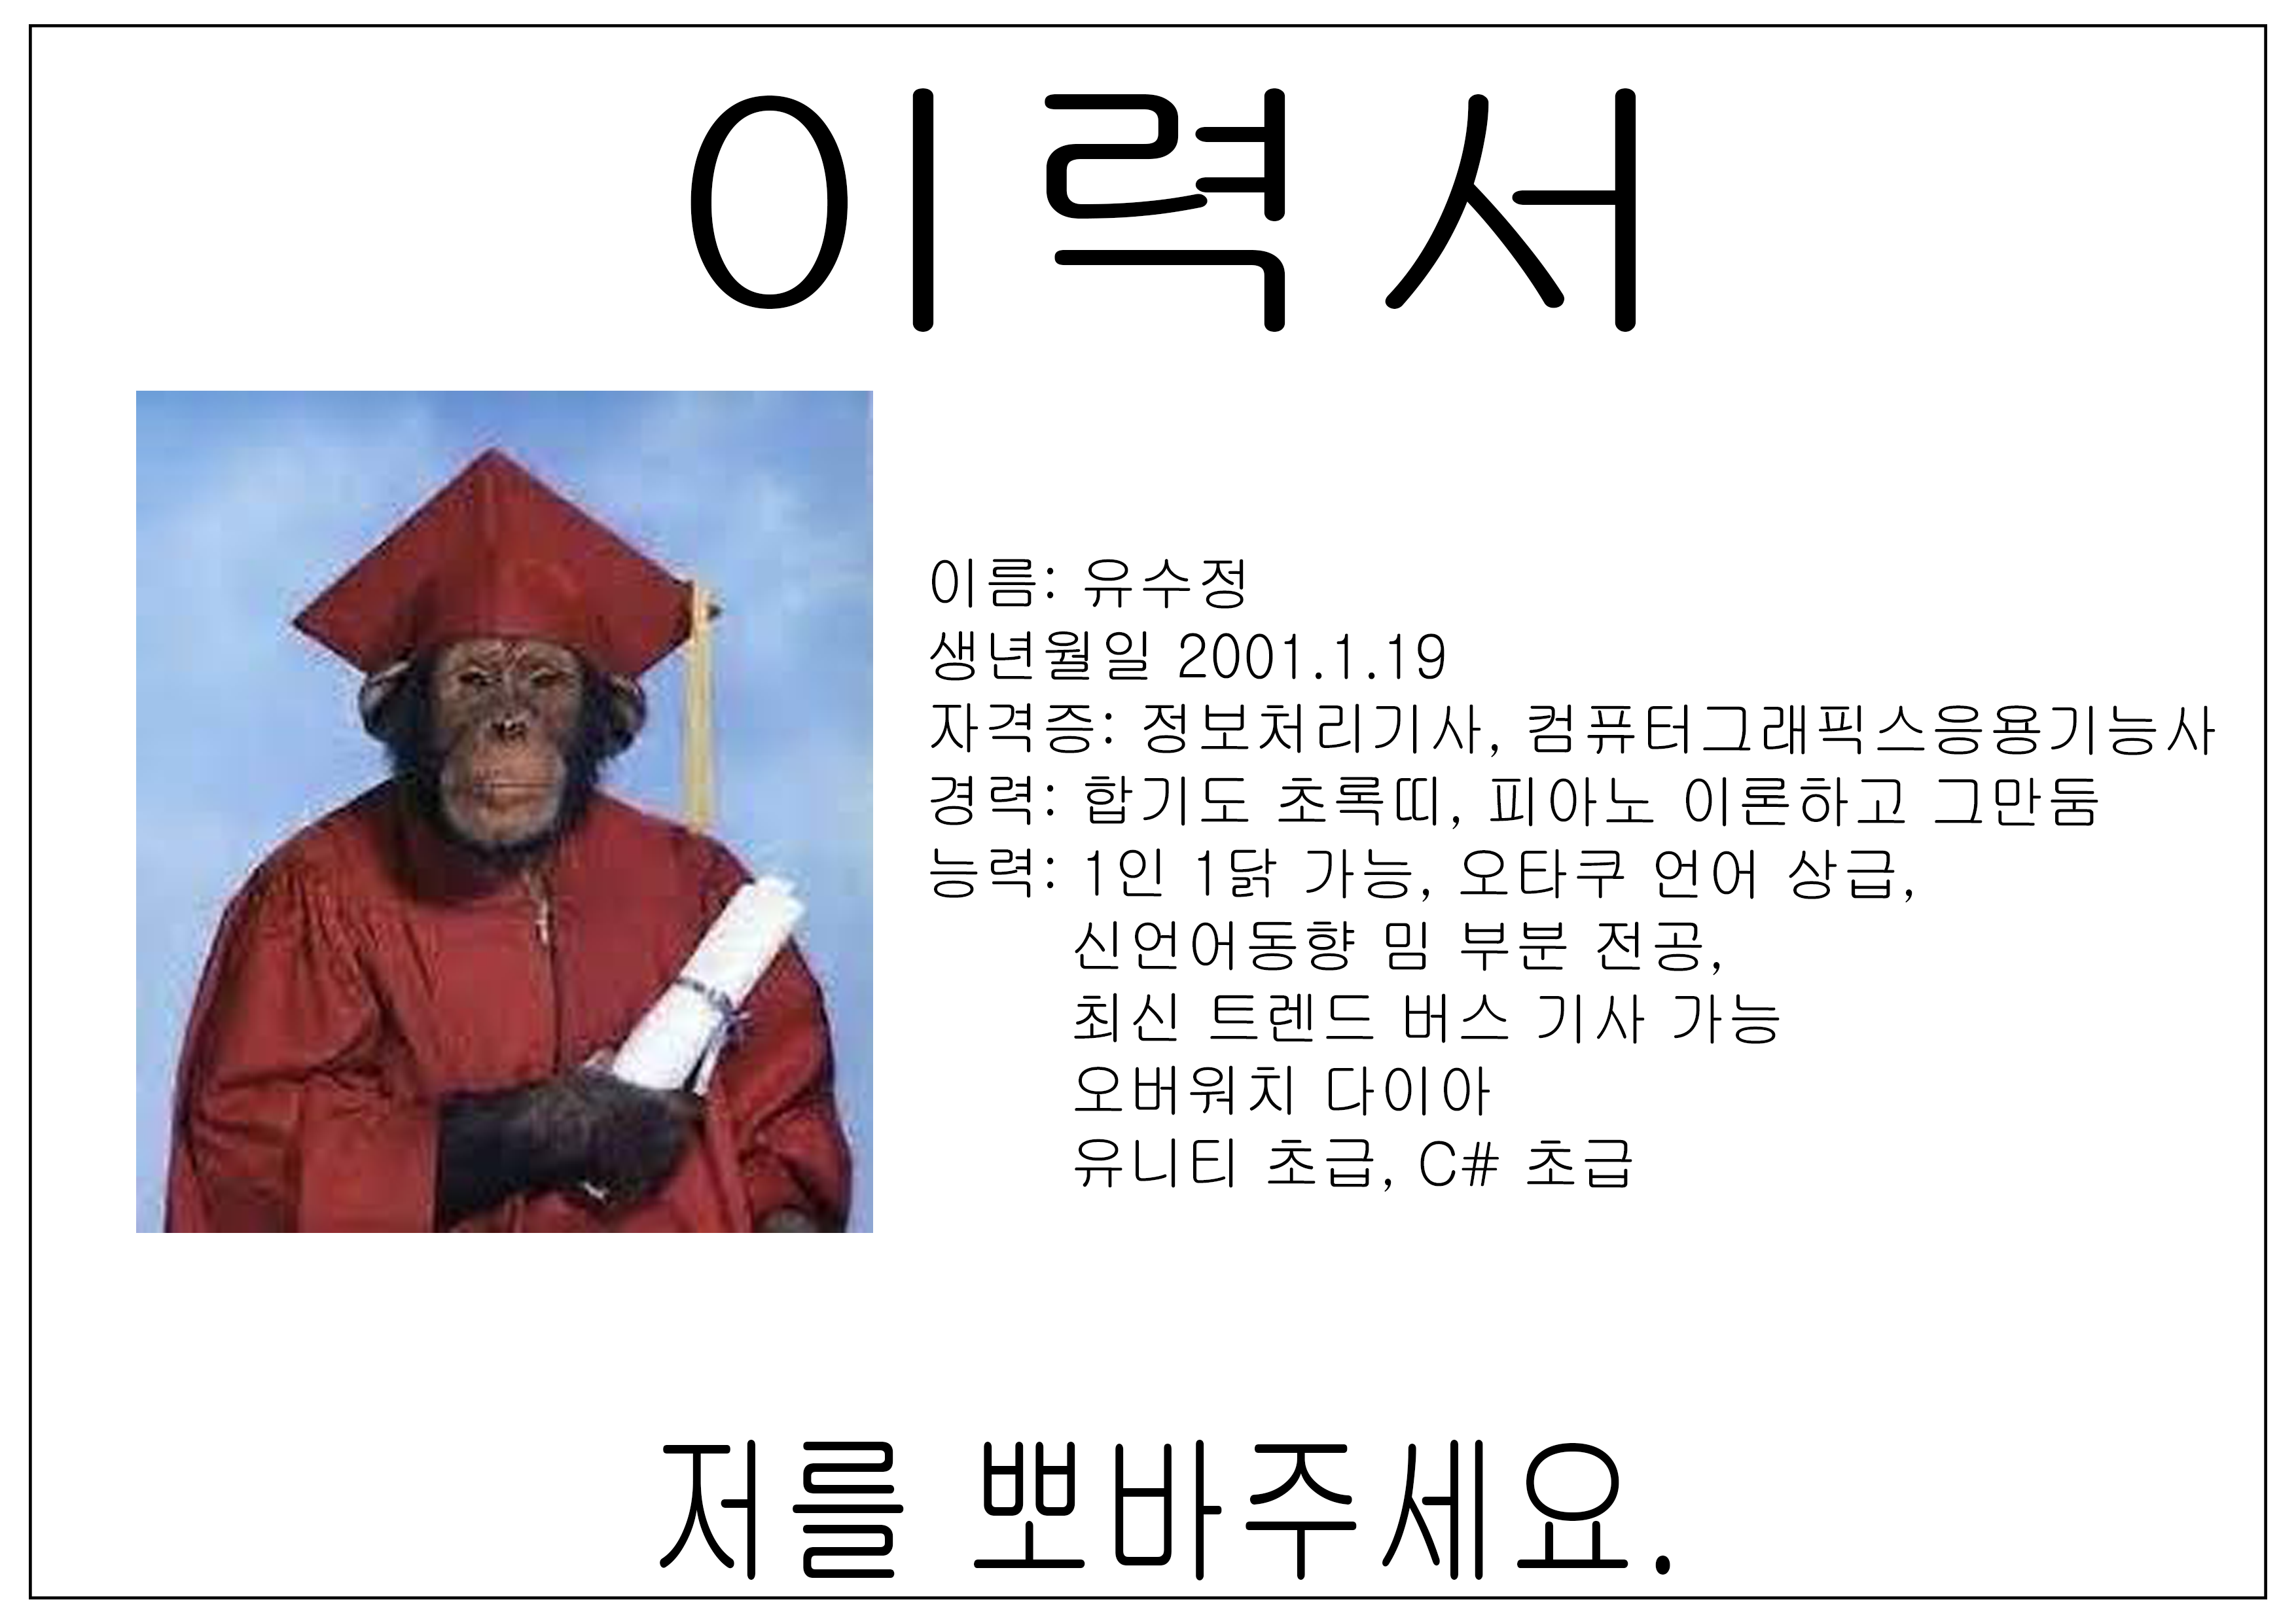 이력서
이름: 유수정
생년월일 2001.1.19
자격증: 정보처리기사, 컴퓨터그래픽스응용기능사
경력: 합기도 초록띠, 피아노 이론하고 그만둠
능력: 1인 1닭 가능, 오타쿠 언어 상급,
신언어동향 밈 부분 전공,
최신 트렌드 버스 기사 가능
오버워치 다이아
유니티 초급, C# 초급
저를 뽀바주세요.